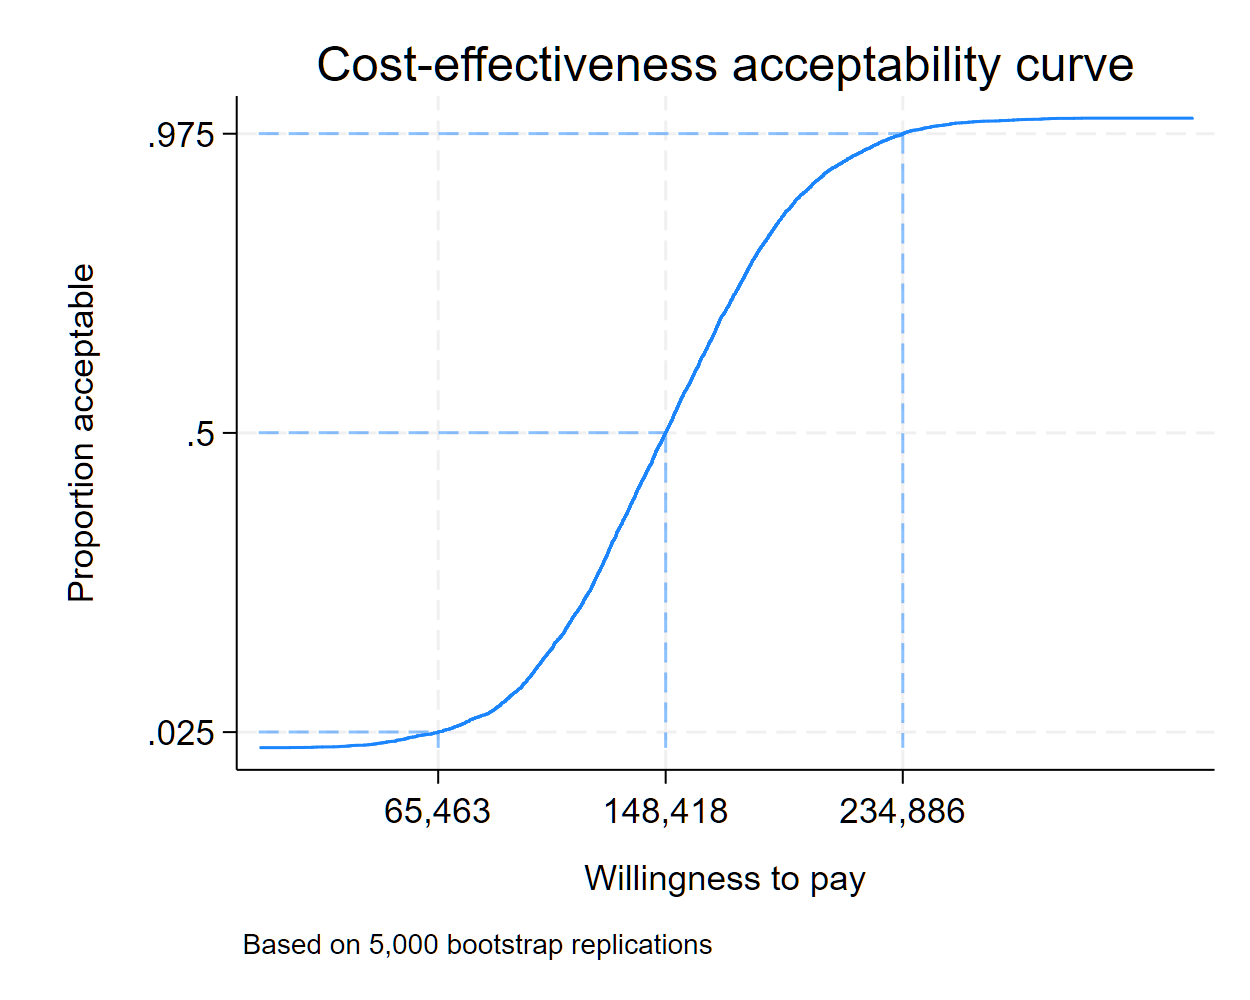 Cost-effectiveness acceptability curve
.975
.5
.025
Proportion acceptable
65,463 148,418 234,886
Willingness to pay
Based on 5,000 bootstrap replications